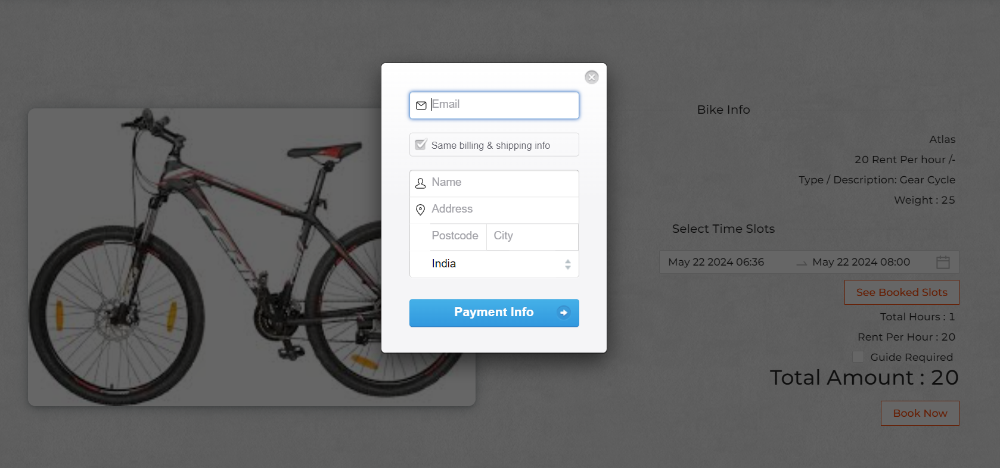 Email
Same billing & shipping info
Name
Address
Postcode City
India
Payment Info
Bike Info
Atlas
20 Rent Per hour /-
Type / Description: Gear Cycle
Weight : 25
Select Time Slots
May 22 2024 06:36 May 22 2024 08:00
See Booked Slots
Total Hours : 1
Rent Per Hour : 20
Guide Required
Total Amount : 20
Book Now